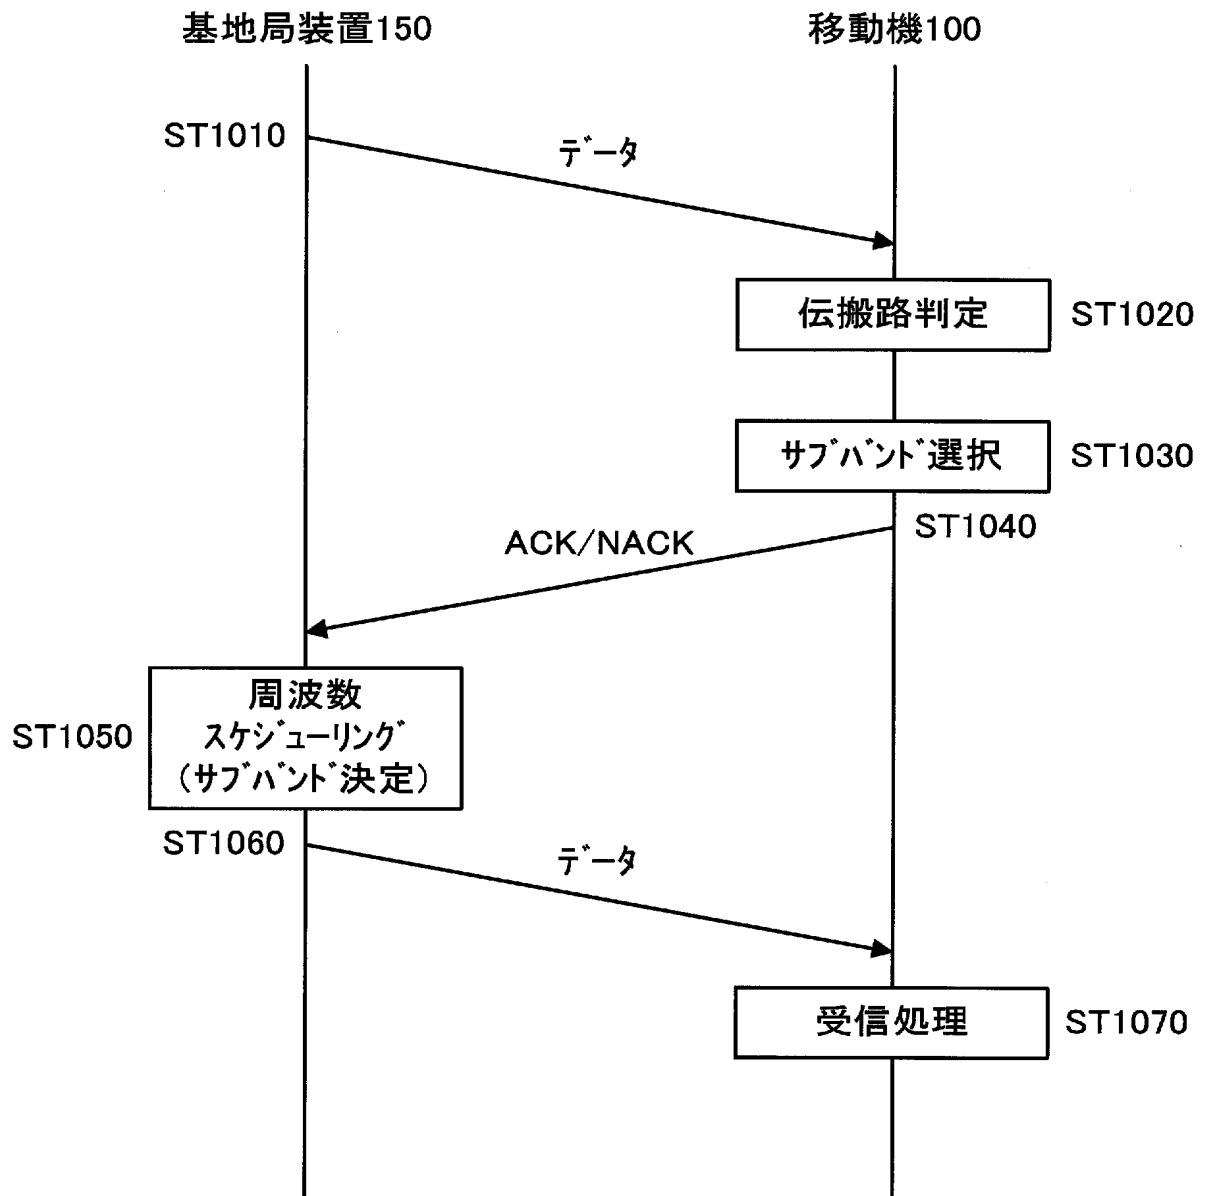 基地局装置150
移動機100
ST1010
データ
伝搬路判定
ST1020
サブバンド選択
ST1030
ST1040
ACK/NACK
周波数
スケジューリング
(サブバンド決定)
ST1050
ST1060
データ
受信処理
ST1070